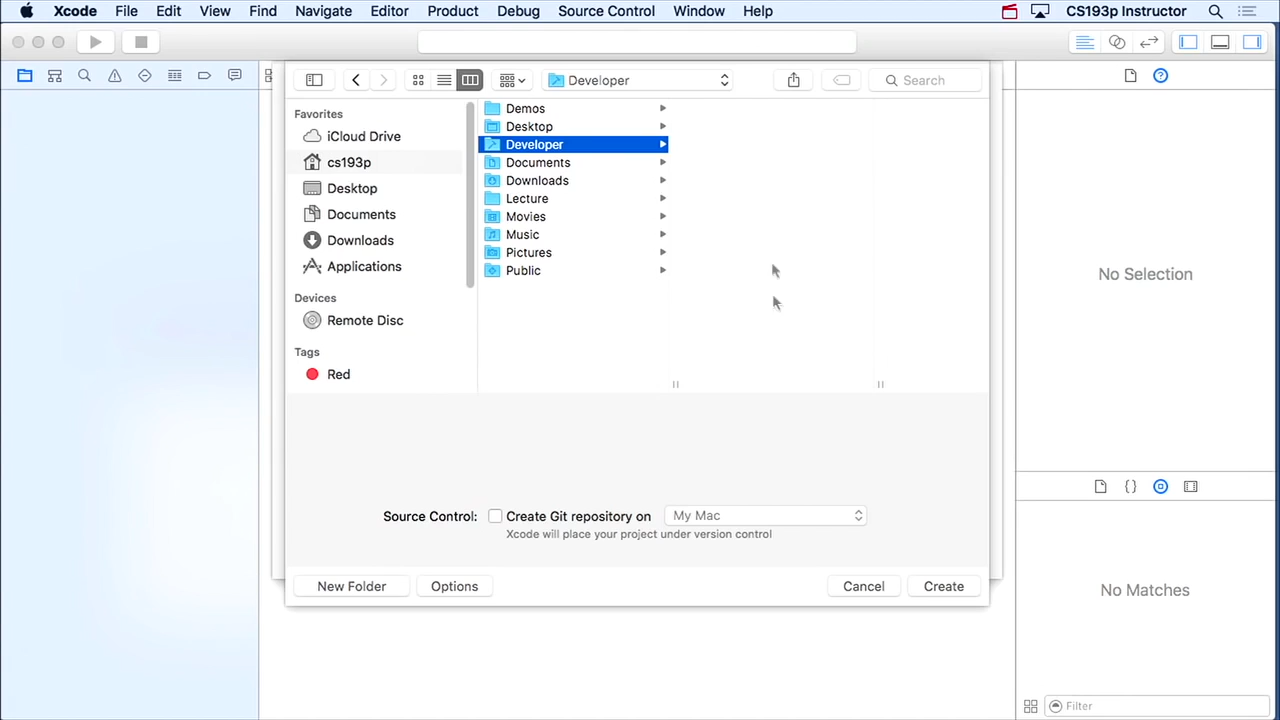 Xcode File Edit View Find Navigate Editor Product Debug Source Control Window Help CS193p Instructor
Developer
Search
Favorites
iCloud Drive
cs193p
Desktop
Documents
Downloads
Applications
Devices
Remote Disc
Tags
Red
Demos
Desktop
Developer
Documents
Downloads
Lecture
Movies
Music
Pictures
Public
No Selection
Source Control: Create Git repository on My Mac
Xcode will place your project under version control
New Folder Options Cancel Create
No Matches
Filter